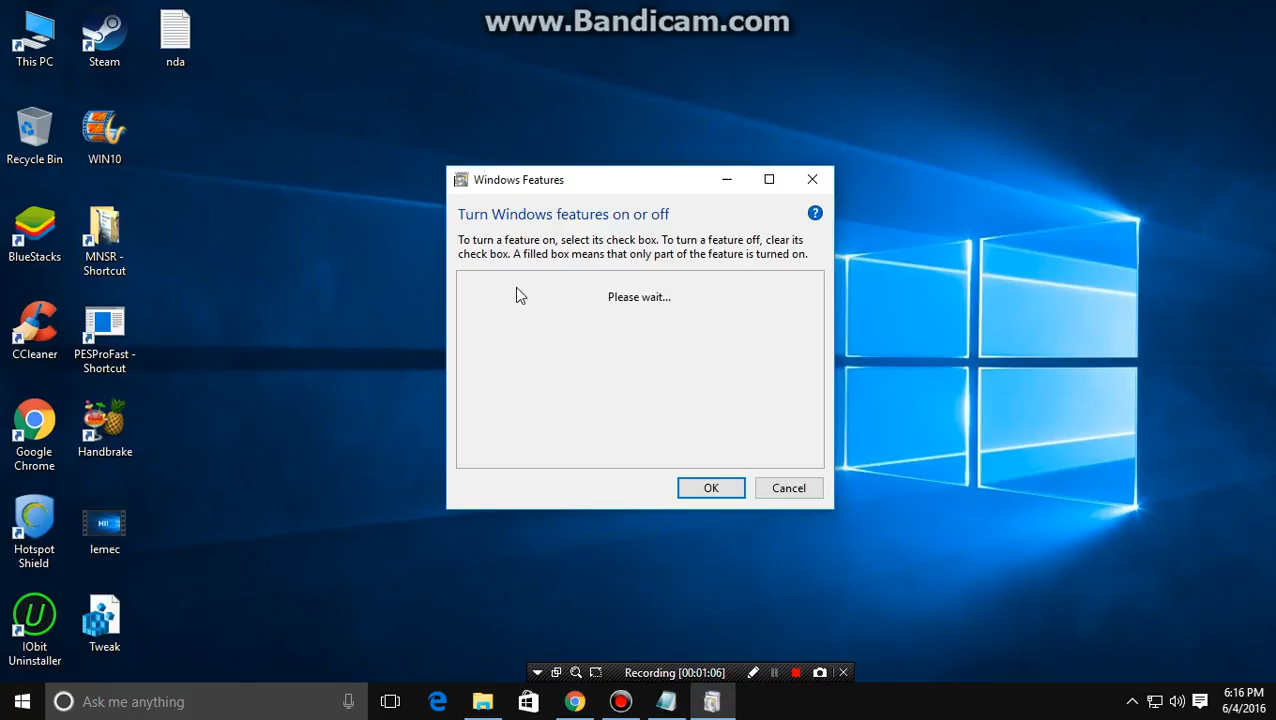 www.Bandicam.com
This PC
Steam
nda
Recycle Bin
WIN10
BlueStacks
MNSR -
Shortcut
CCleaner
PESProFast -
Shortcut
Google
Chrome
Handbrake
Hotspot
Shield
lemec
IObit
Uninstaller
Tweak
Windows Features
Turn Windows features on or off
To turn a feature on, select its check box. To turn a feature off, clear its
check box. A filled box means that only part of the feature is turned on.
Please wait...
OK
Cancel
Recording [00:01:06]
Ask me anything
6:16 PM
6/4/2016